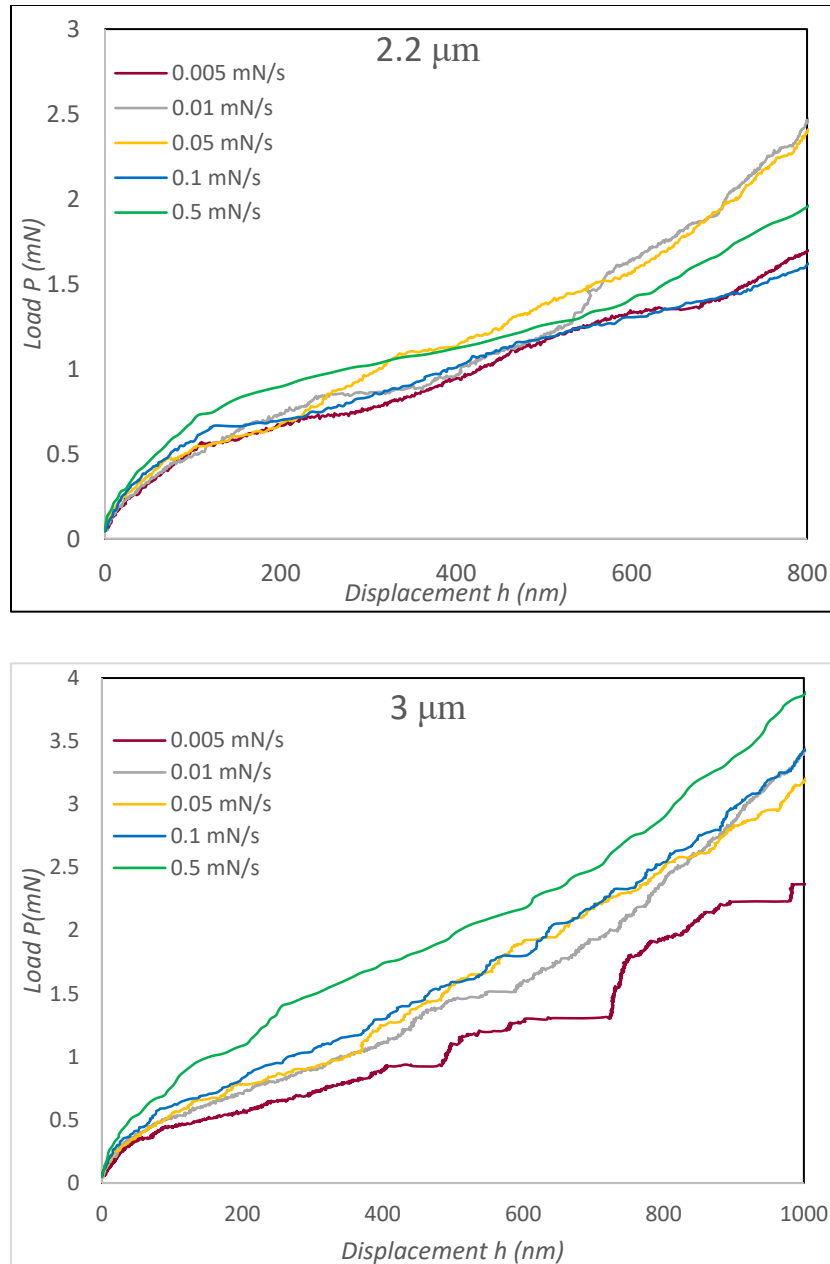 2.2 μm
0.005 mN/s
0.01 mN/s
0.05 mN/s
0.1 mN/s
0.5 mN/s
Load P (mN)
3
2.5
2
1.5
1
0.5
0
0 200 400 600 800
Displacement h (nm)
3 μm
0.005 mN/s
0.01 mN/s
0.05 mN/s
0.1 mN/s
0.5 mN/s
Load P(mN)
4
3.5
3
2.5
2
1.5
1
0.5
0
0 200 400 600 800 1000
Displacement h (nm)